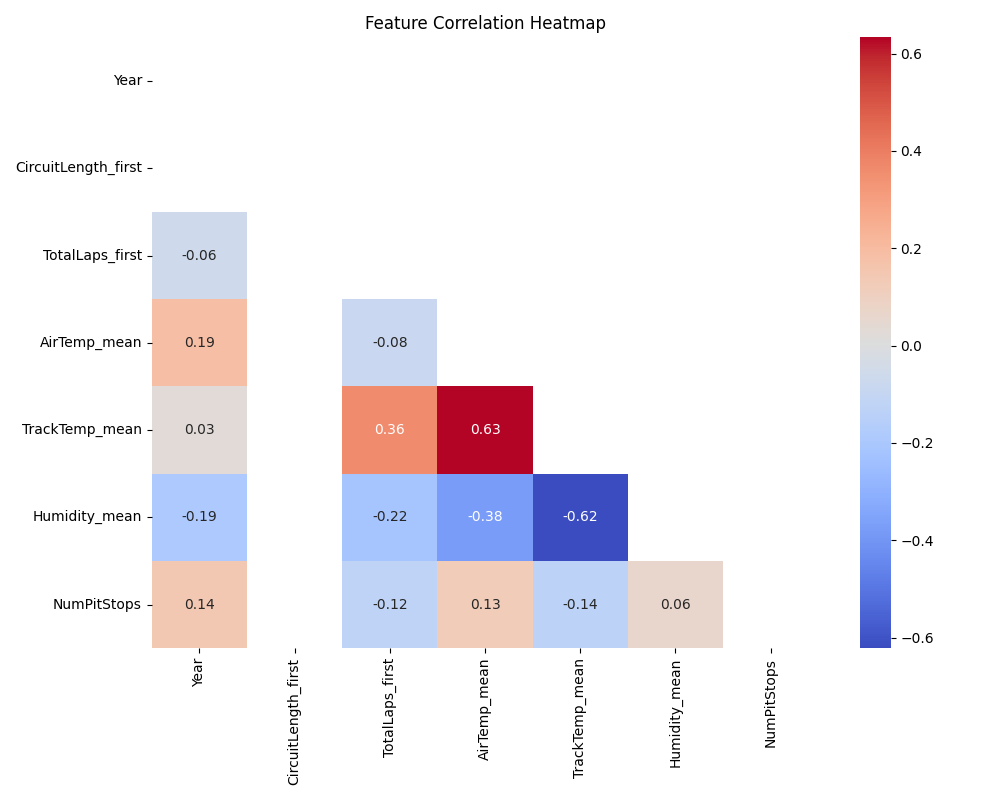 Feature Correlation Heatmap
Year
CircuitLength_first
TotalLaps_first -0.06
AirTemp_mean 0.19 -0.08
TrackTemp_mean 0.03 0.36 0.63
Humidity_mean -0.19 -0.22 -0.38 -0.62
NumPitStops 0.14 -0.12 0.13 -0.14 0.06
Year
CircuitLength_first
TotalLaps_first
AirTemp_mean
TrackTemp_mean
Humidity_mean
NumPitStops
0.6
0.4
0.2
0.0
−0.2
−0.4
−0.6